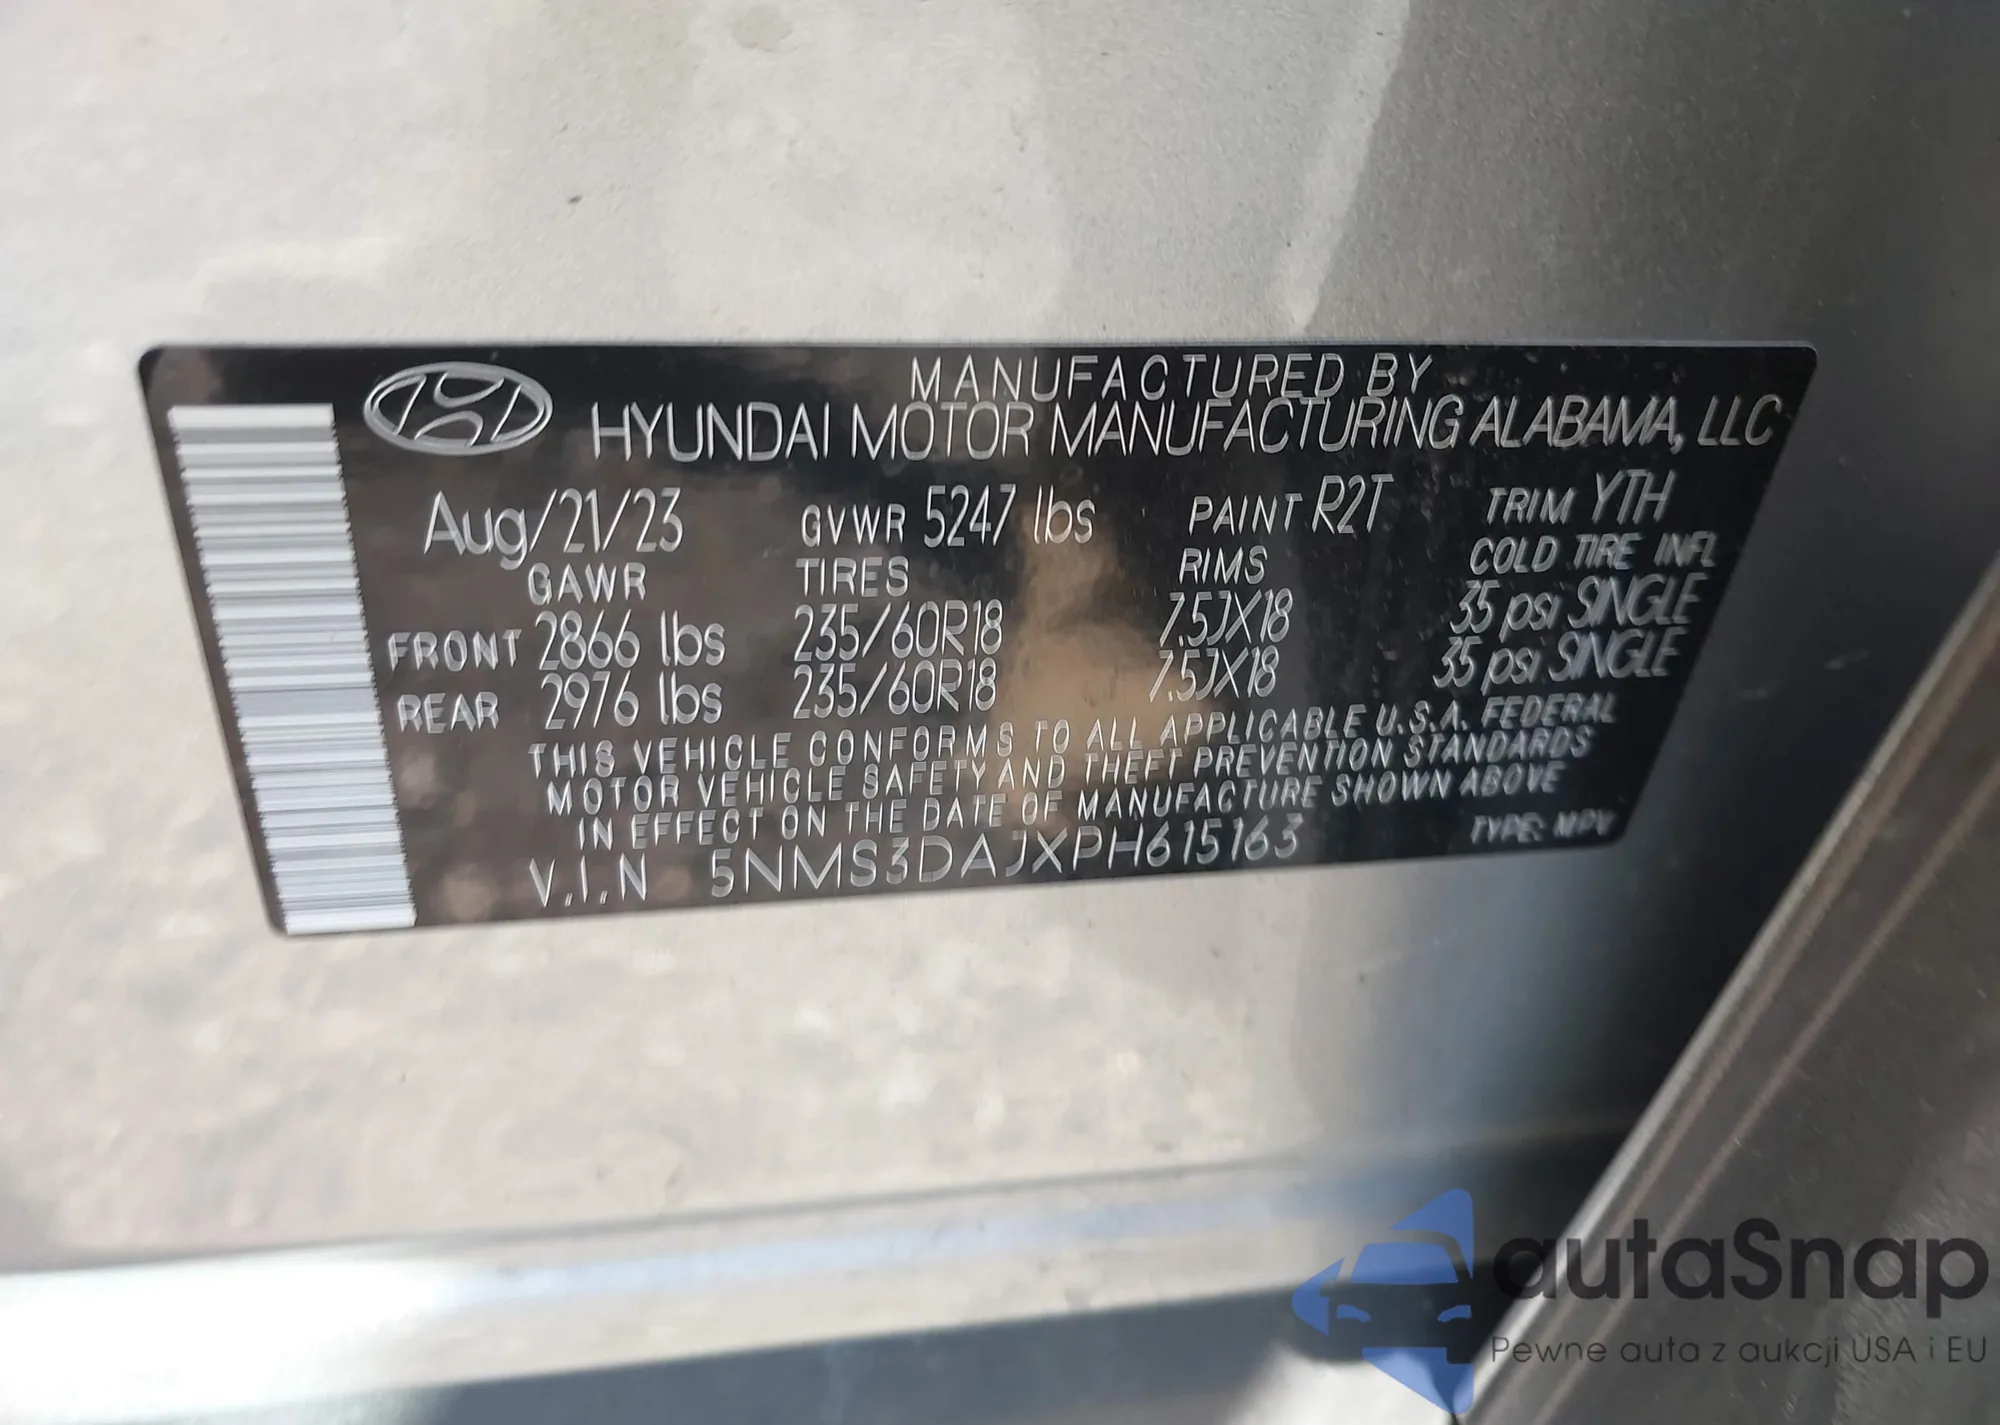 MANUFACTURED BY
HYUNDAI MOTOR MANUFACTURING ALABAMA, LLC
Aug/21/23 GVWR 5247 lbs PAINT R2T TRIM YTH
GAWR TIRES RIMS COLD TIRE INFL
FRONT 2866 lbs 235/60R18 7.5JX18 35 psi SINGLE
REAR 2976 lbs 235/60R18 7.5JX18 35 psi SINGLE
THIS VEHICLE CONFORMS TO ALL APPLICABLE U.S.A. FEDERAL
MOTOR VEHICLE SAFETY AND THEFT PREVENTION STANDARDS
IN EFFECT ON THE DATE OF MANUFACTURE SHOWN ABOVE
V.I.N 5NMS3DAJXPH615163 TYPE: MPV
autaSnap
Pewne auta z aukcji USA i EU